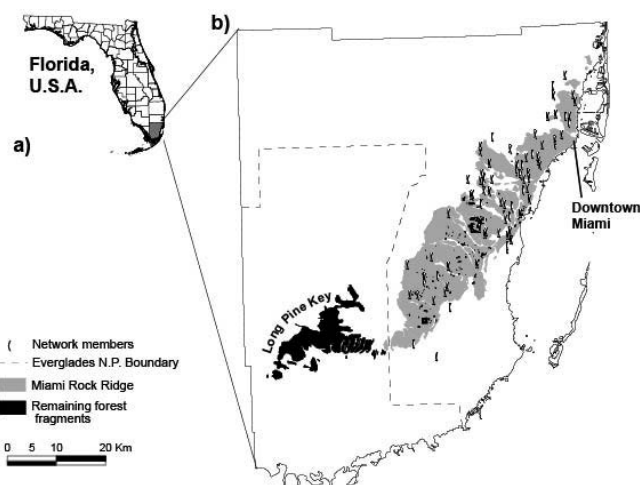 b)
Florida,
U.S.A.
a)
Downtown
Miami
Long Pine Key
Network members
Everglades N.P. Boundary
Miami Rock Ridge
Remaining forest
fragments
0 5 10 20 Km